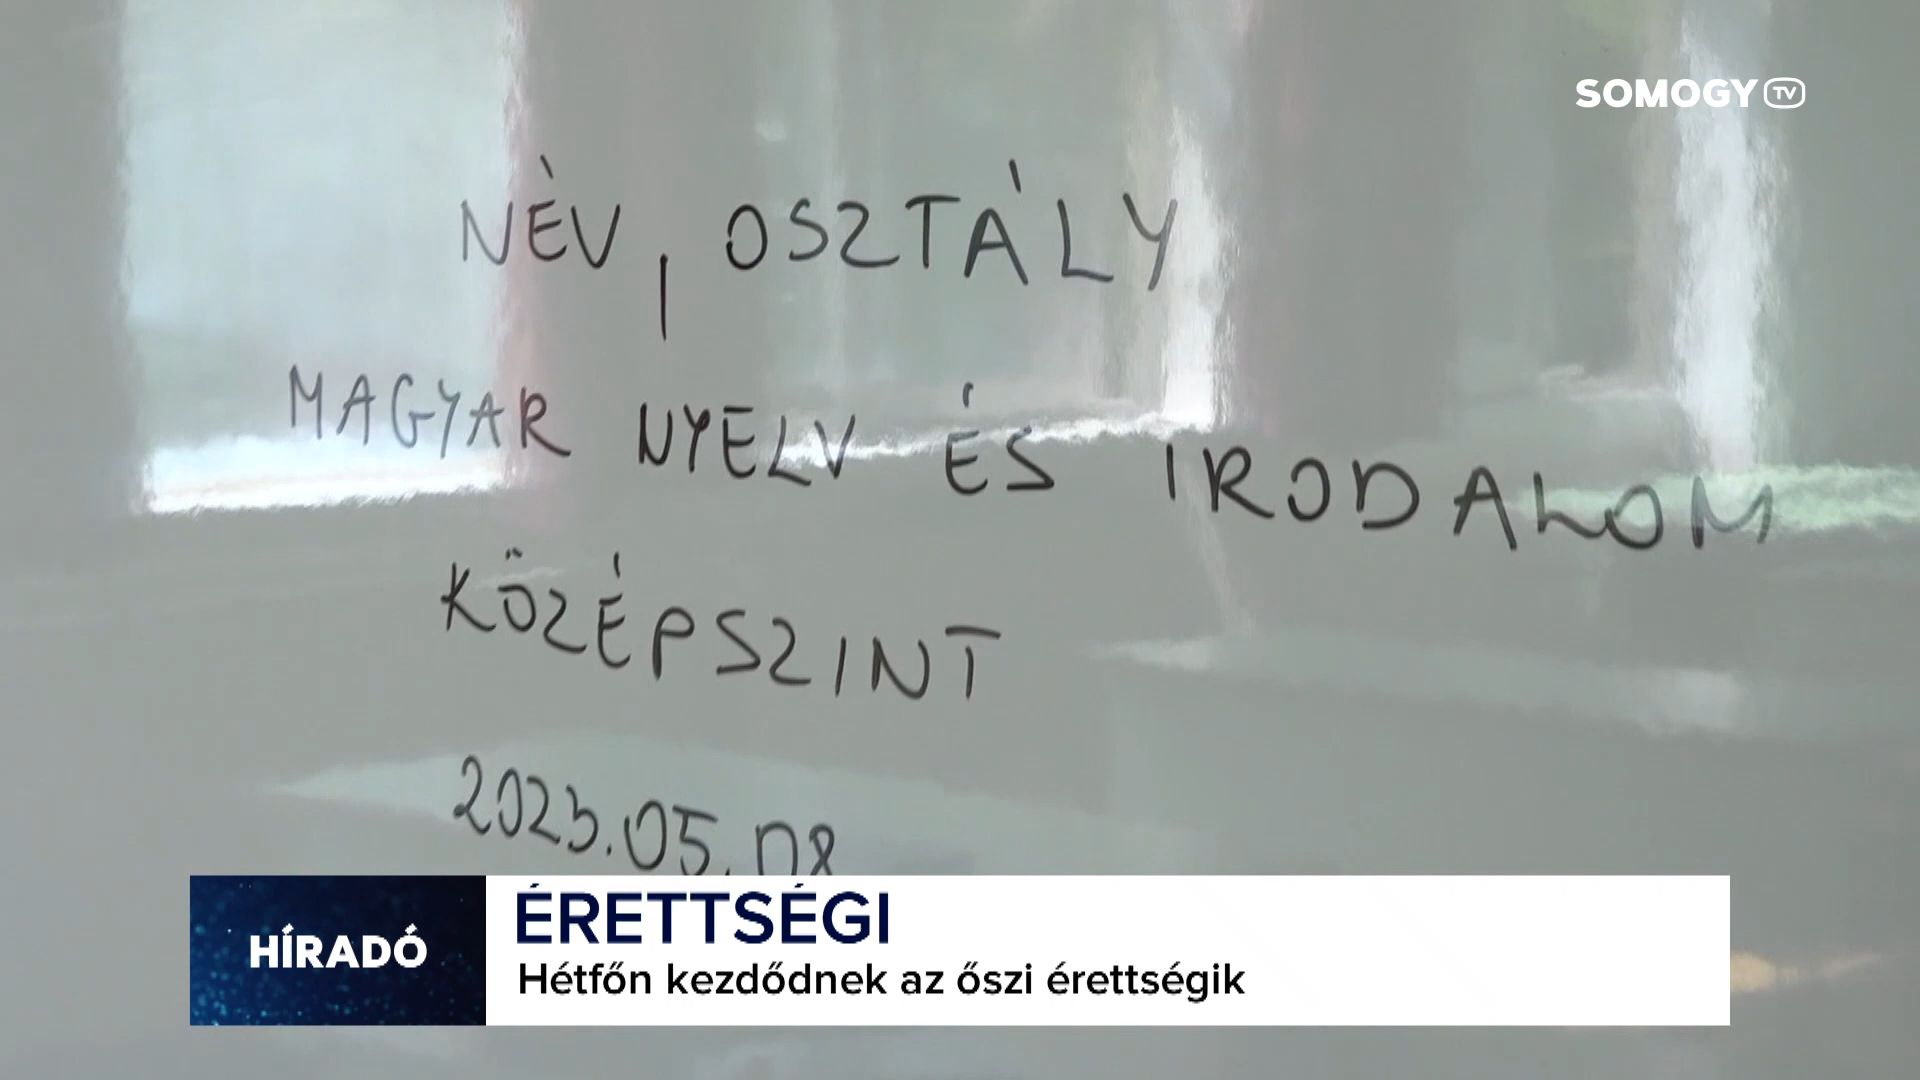 SOMOGY TV
NÉV, OSZTÁLY
MAGYAR NYELV ÉS IRODALOM
KÖZÉPSZINT
2023.05.08
HÍRADÓ
ÉRETTSÉGI
Hétfőn kezdődnek az őszi érettségik